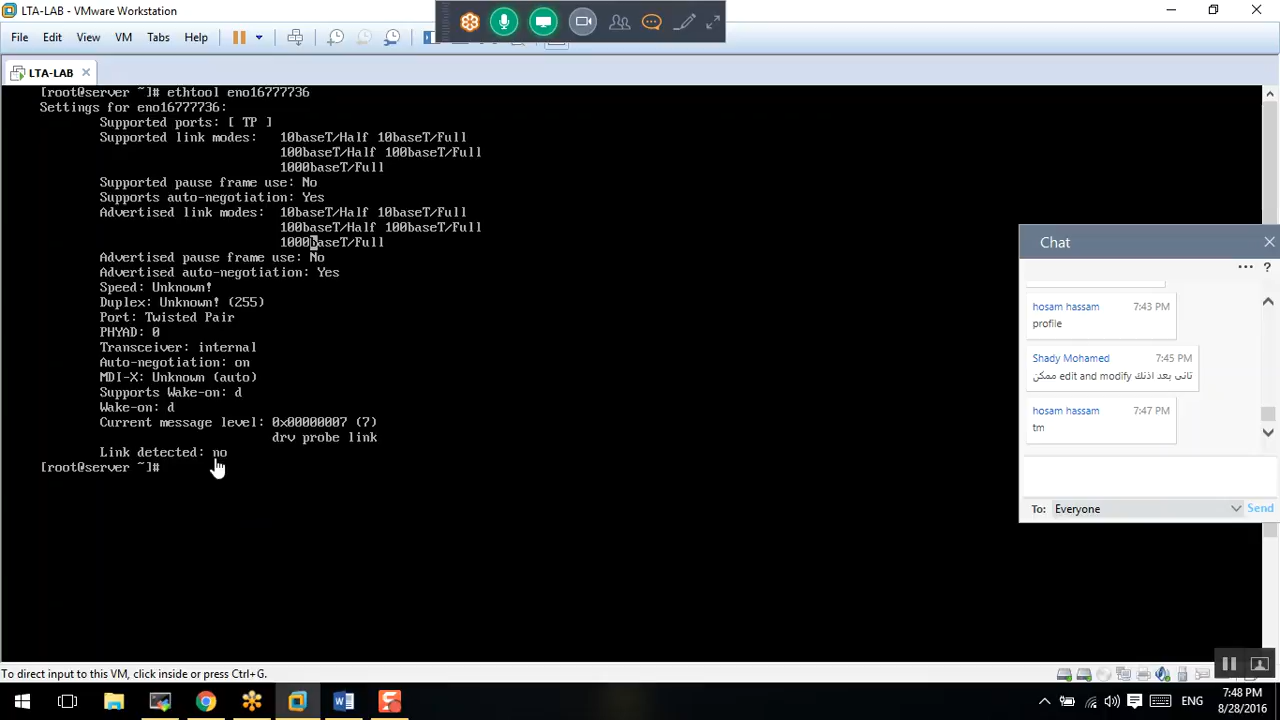 LTA-LAB - VMware Workstation
File Edit View VM Tabs Help
LTA-LAB
[root@server ~]# ethtool eno16777736
Settings for eno16777736:
Supported ports: [ TP ]
Supported link modes: 10baseT/Half 10baseT/Full
100baseT/Half 100baseT/Full
1000baseT/Full
Supported pause frame use: No
Supports auto-negotiation: Yes
Advertised link modes: 10baseT/Half 10baseT/Full
100baseT/Half 100baseT/Full
1000baseT/Full
Advertised pause frame use: No
Advertised auto-negotiation: Yes
Speed: Unknown!
Duplex: Unknown! (255)
Port: Twisted Pair
PHYAD: 0
Transceiver: internal
Auto-negotiation: on
MDI-X: Unknown (auto)
Supports Wake-on: d
Wake-on: d
Current message level: 0x00000007 (7)
drv probe link
Link detected: no
[root@server ~]#
Chat
hosam hassam 7:43 PM
profile
Shady Mohamed 7:45 PM
ممكن edit and modify تانى بعد اذنك
hosam hassam 7:47 PM
tm
To: Everyone Send
To direct input to this VM, click inside or press Ctrl+G.
ENG
7:48 PM
8/28/2016